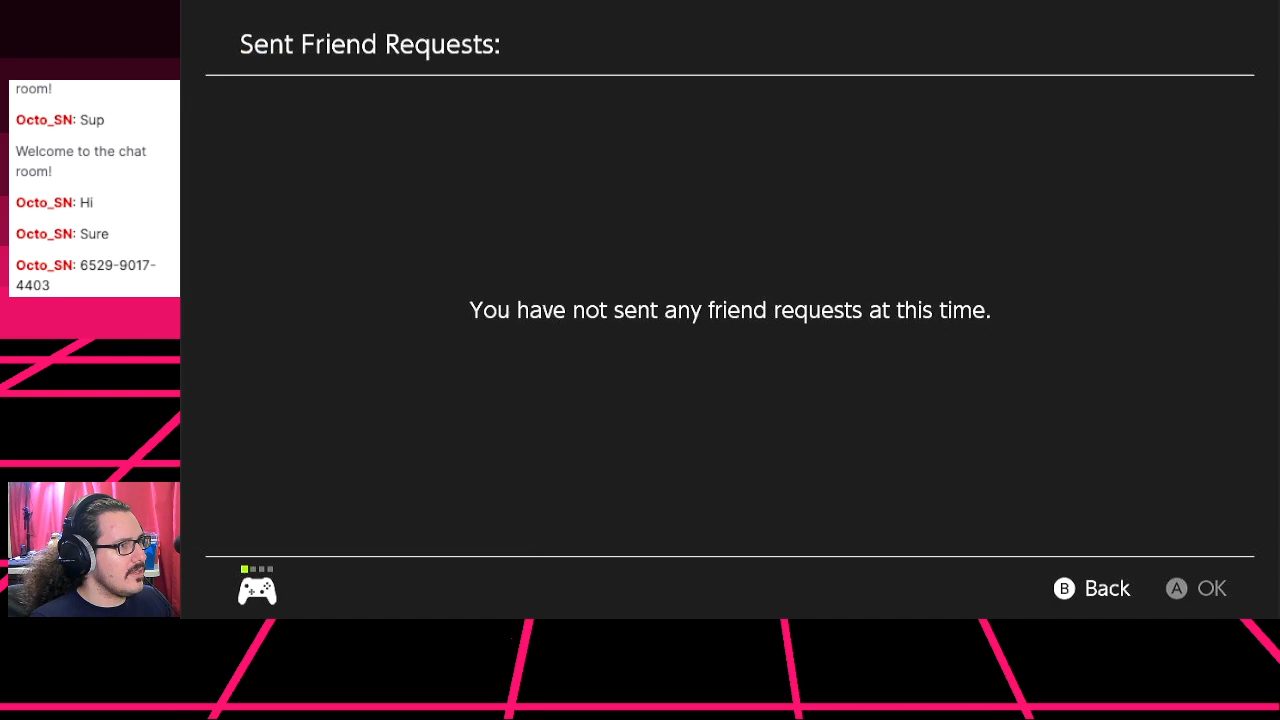 Sent Friend Requests:
room!
Octo_SN: Sup
Welcome to the chat
room!
Octo_SN: Hi
Octo_SN: Sure
Octo_SN: 6529-9017-
4403
You have not sent any friend requests at this time.
B Back
A OK